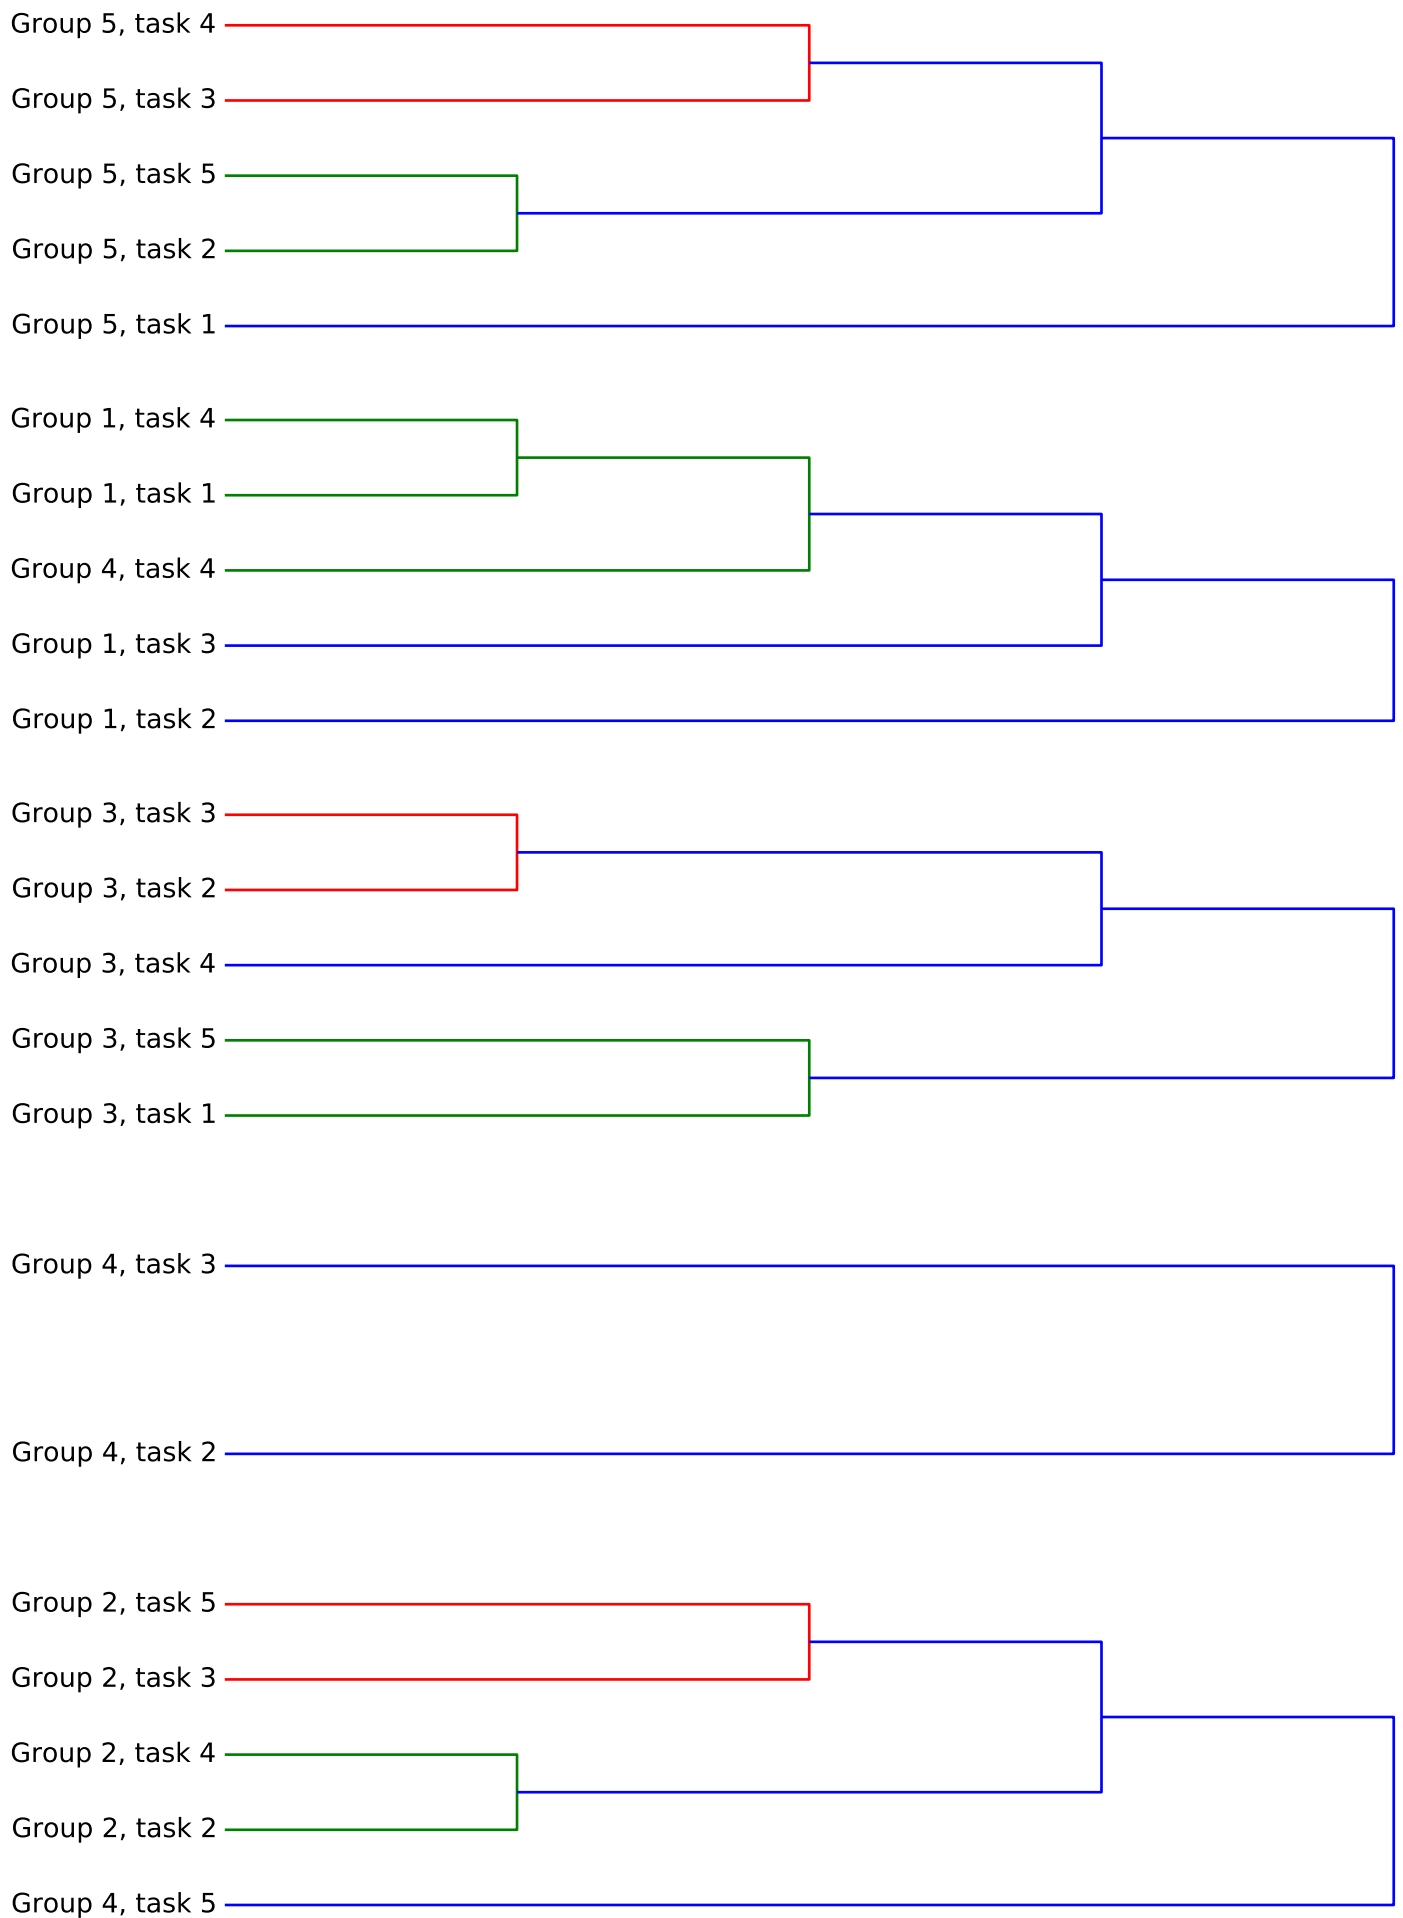 Group 5, task 4
Group 5, task 3
Group 5, task 5
Group 5, task 2
Group 5, task 1
Group 1, task 4
Group 1, task 1
Group 4, task 4
Group 1, task 3
Group 1, task 2
Group 3, task 3
Group 3, task 2
Group 3, task 4
Group 3, task 5
Group 3, task 1
Group 4, task 3
Group 4, task 2
Group 2, task 5
Group 2, task 3
Group 2, task 4
Group 2, task 2
Group 4, task 5